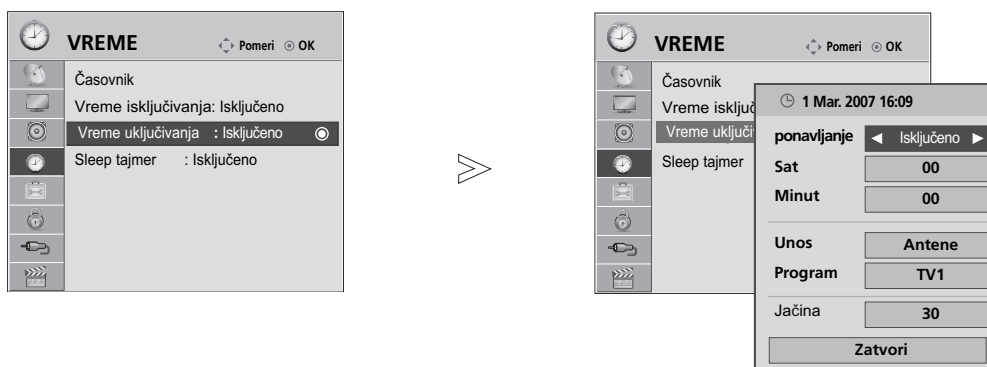 VREME Pomeri OK
Časovnik
Vreme isključivanja: Isključeno
Vreme uključivanja : Isključeno
Sleep tajmer : Isključeno
VREME Pomeri OK
Časovnik
Vreme isključ
Vreme uključi
Sleep tajmer
1 Mar. 2007 16:09
ponavljanje ◄ Isključeno ►
Sat 00
Minut 00
Unos Antene
Program TV1
Jačina 30
Zatvori